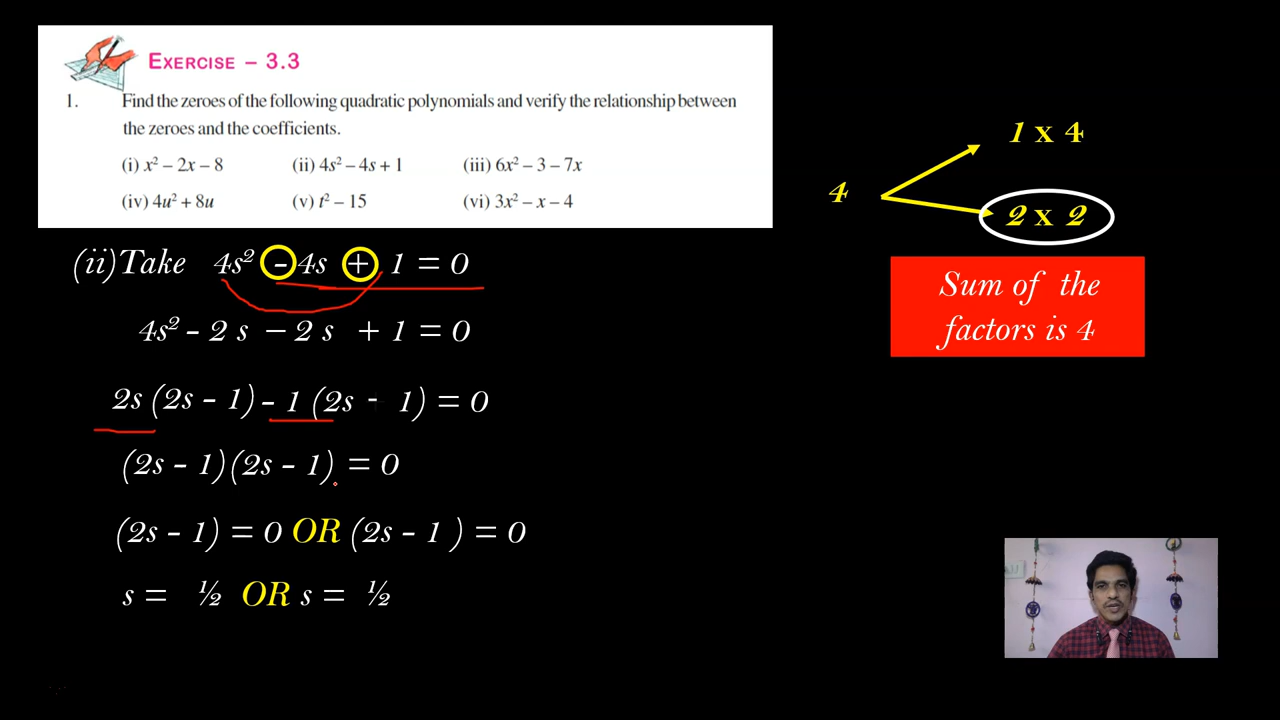 EXERCISE – 3.3
1. Find the zeroes of the following quadratic polynomials and verify the relationship between
the zeroes and the coefficients.
(i) x² – 2x – 8 (ii) 4s² – 4s + 1 (iii) 6x² – 3 – 7x
(iv) 4u² + 8u (v) t² – 15 (vi) 3x² – x – 4
(ii)Take 4s² - 4s + 1 = 0
4s² - 2 s – 2 s + 1 = 0
2s (2s - 1) - 1 (2s - 1) = 0
(2s - 1)(2s - 1) = 0
(2s - 1) = 0 OR (2s - 1 ) = 0
s = ½ OR s = ½
1 x 4
4
2 x 2
Sum of the
factors is 4